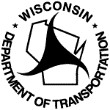 WISCONSIN
DEPARTMENT OF TRANSPORTATION